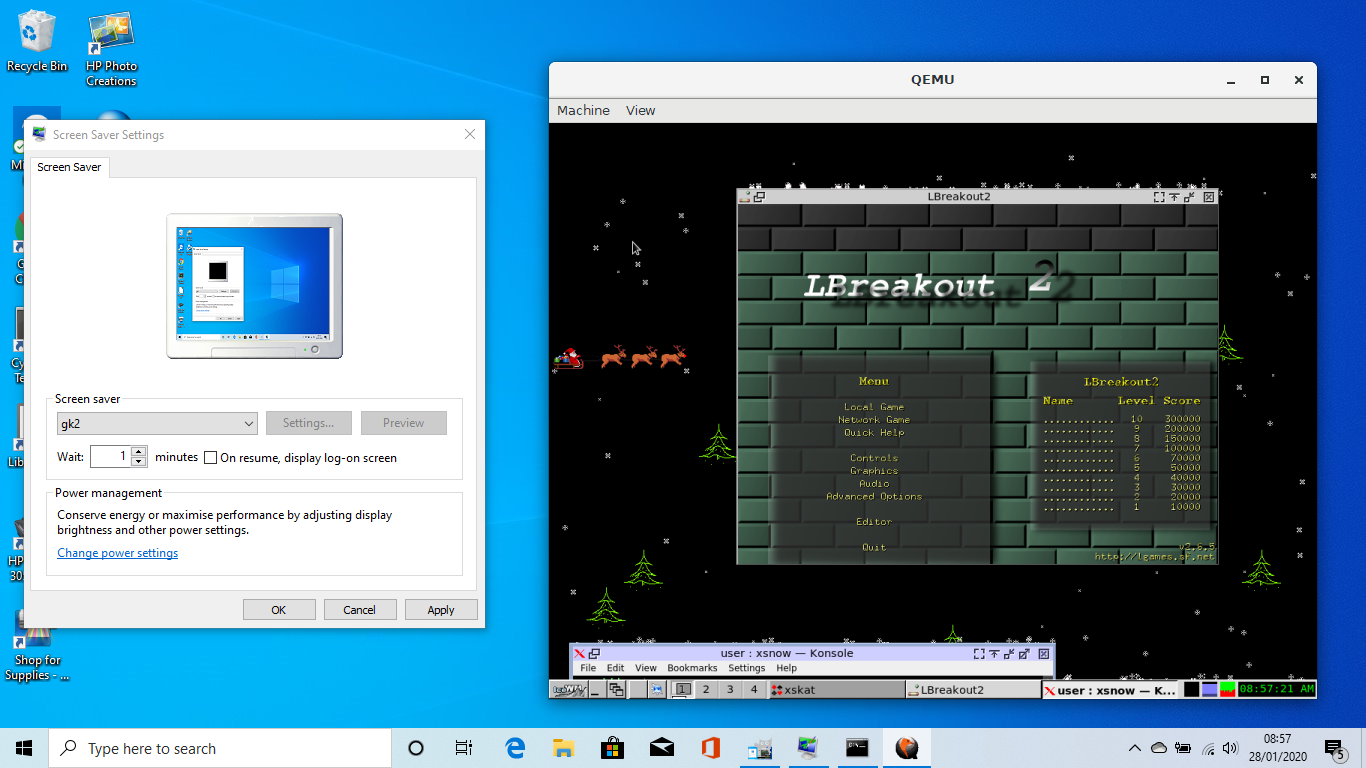 Recycle Bin
HP Photo
Creations
Screen Saver Settings
Screen Saver
Screen saver
gk2
Settings...
Preview
Wait:
1
minutes
On resume, display log-on screen
Power management
Conserve energy or maximise performance by adjusting display
brightness and other power settings.
Change power settings
OK
Cancel
Apply
Shop for
Supplies - ...
QEMU
Machine
View
LBreakout2
LBreakout 2
Menu
Local Game
Network Game
Quick Help
Controls
Graphics
Audio
Advanced Options
Editor
Quit
LBreakout2
Name Level Score
............ 10 300000
............ 9 200000
............ 8 150000
............ 7 100000
............ 6 70000
............ 5 50000
............ 4 40000
............ 3 30000
............ 2 20000
............ 1 10000
v2.6.5
http://lgames.sf.net
user : xsnow — Konsole
File Edit View Bookmarks Settings Help
1 2 3 4
xskat
LBreakout2
user : xsnow — K...
08:57:21 AM
Type here to search
08:57
28/01/2020
5